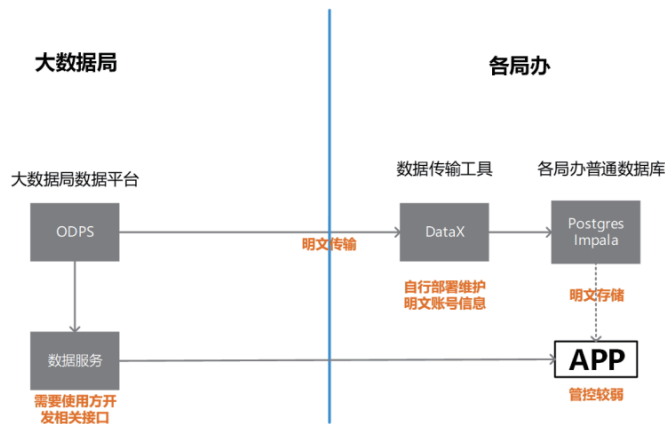 大数据局
各局办
大数据局数据平台
数据传输工具
各局办普通数据库
ODPS
明文传输
DataX
Postgres
Impala
自行部署维护
明文账号信息
明文存储
数据服务
APP
需要使用方开
发相关接口
管控较弱